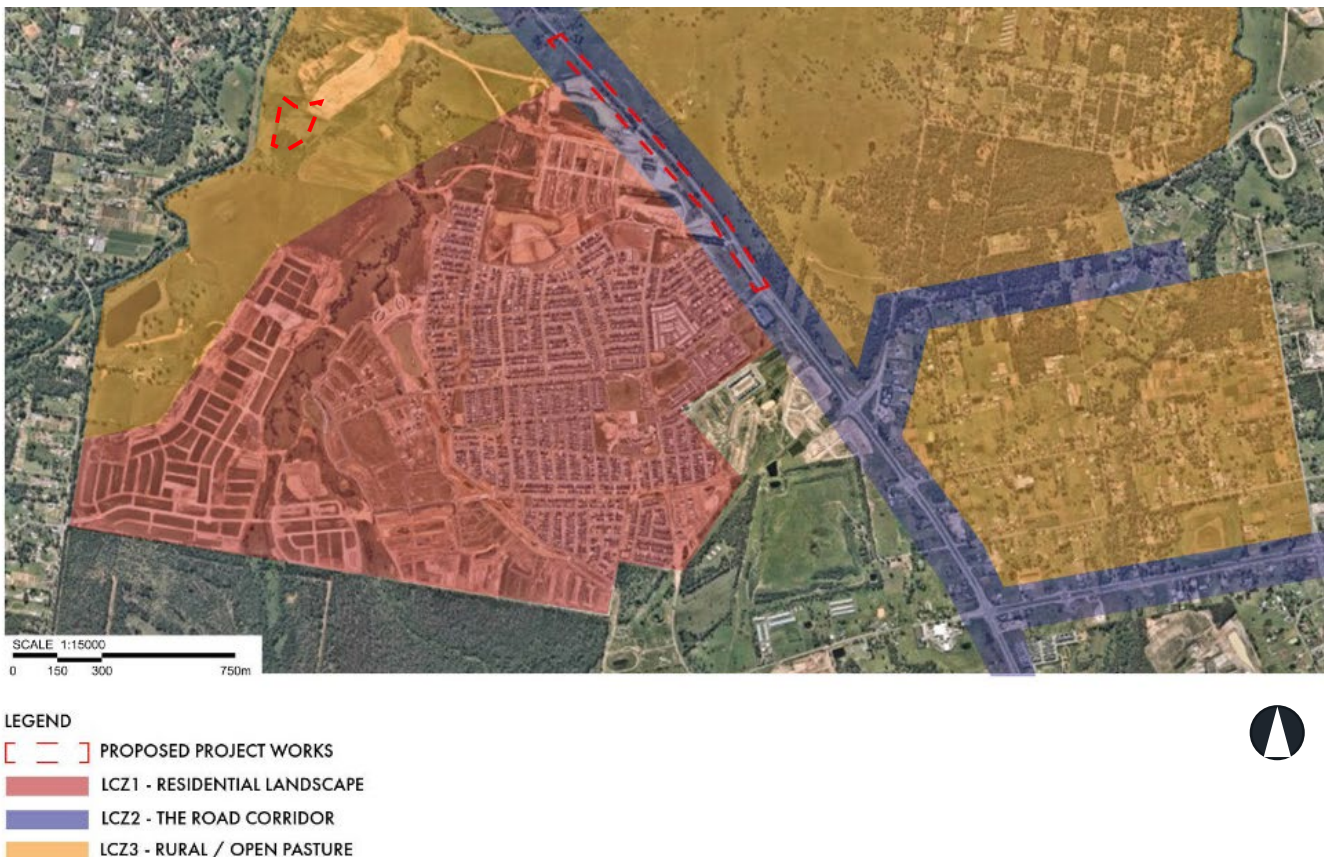 SCALE 1:15000
0 150 300 750m
LEGEND
PROPOSED PROJECT WORKS
LCZ1 - RESIDENTIAL LANDSCAPE
LCZ2 - THE ROAD CORRIDOR
LCZ3 - RURAL / OPEN PASTURE